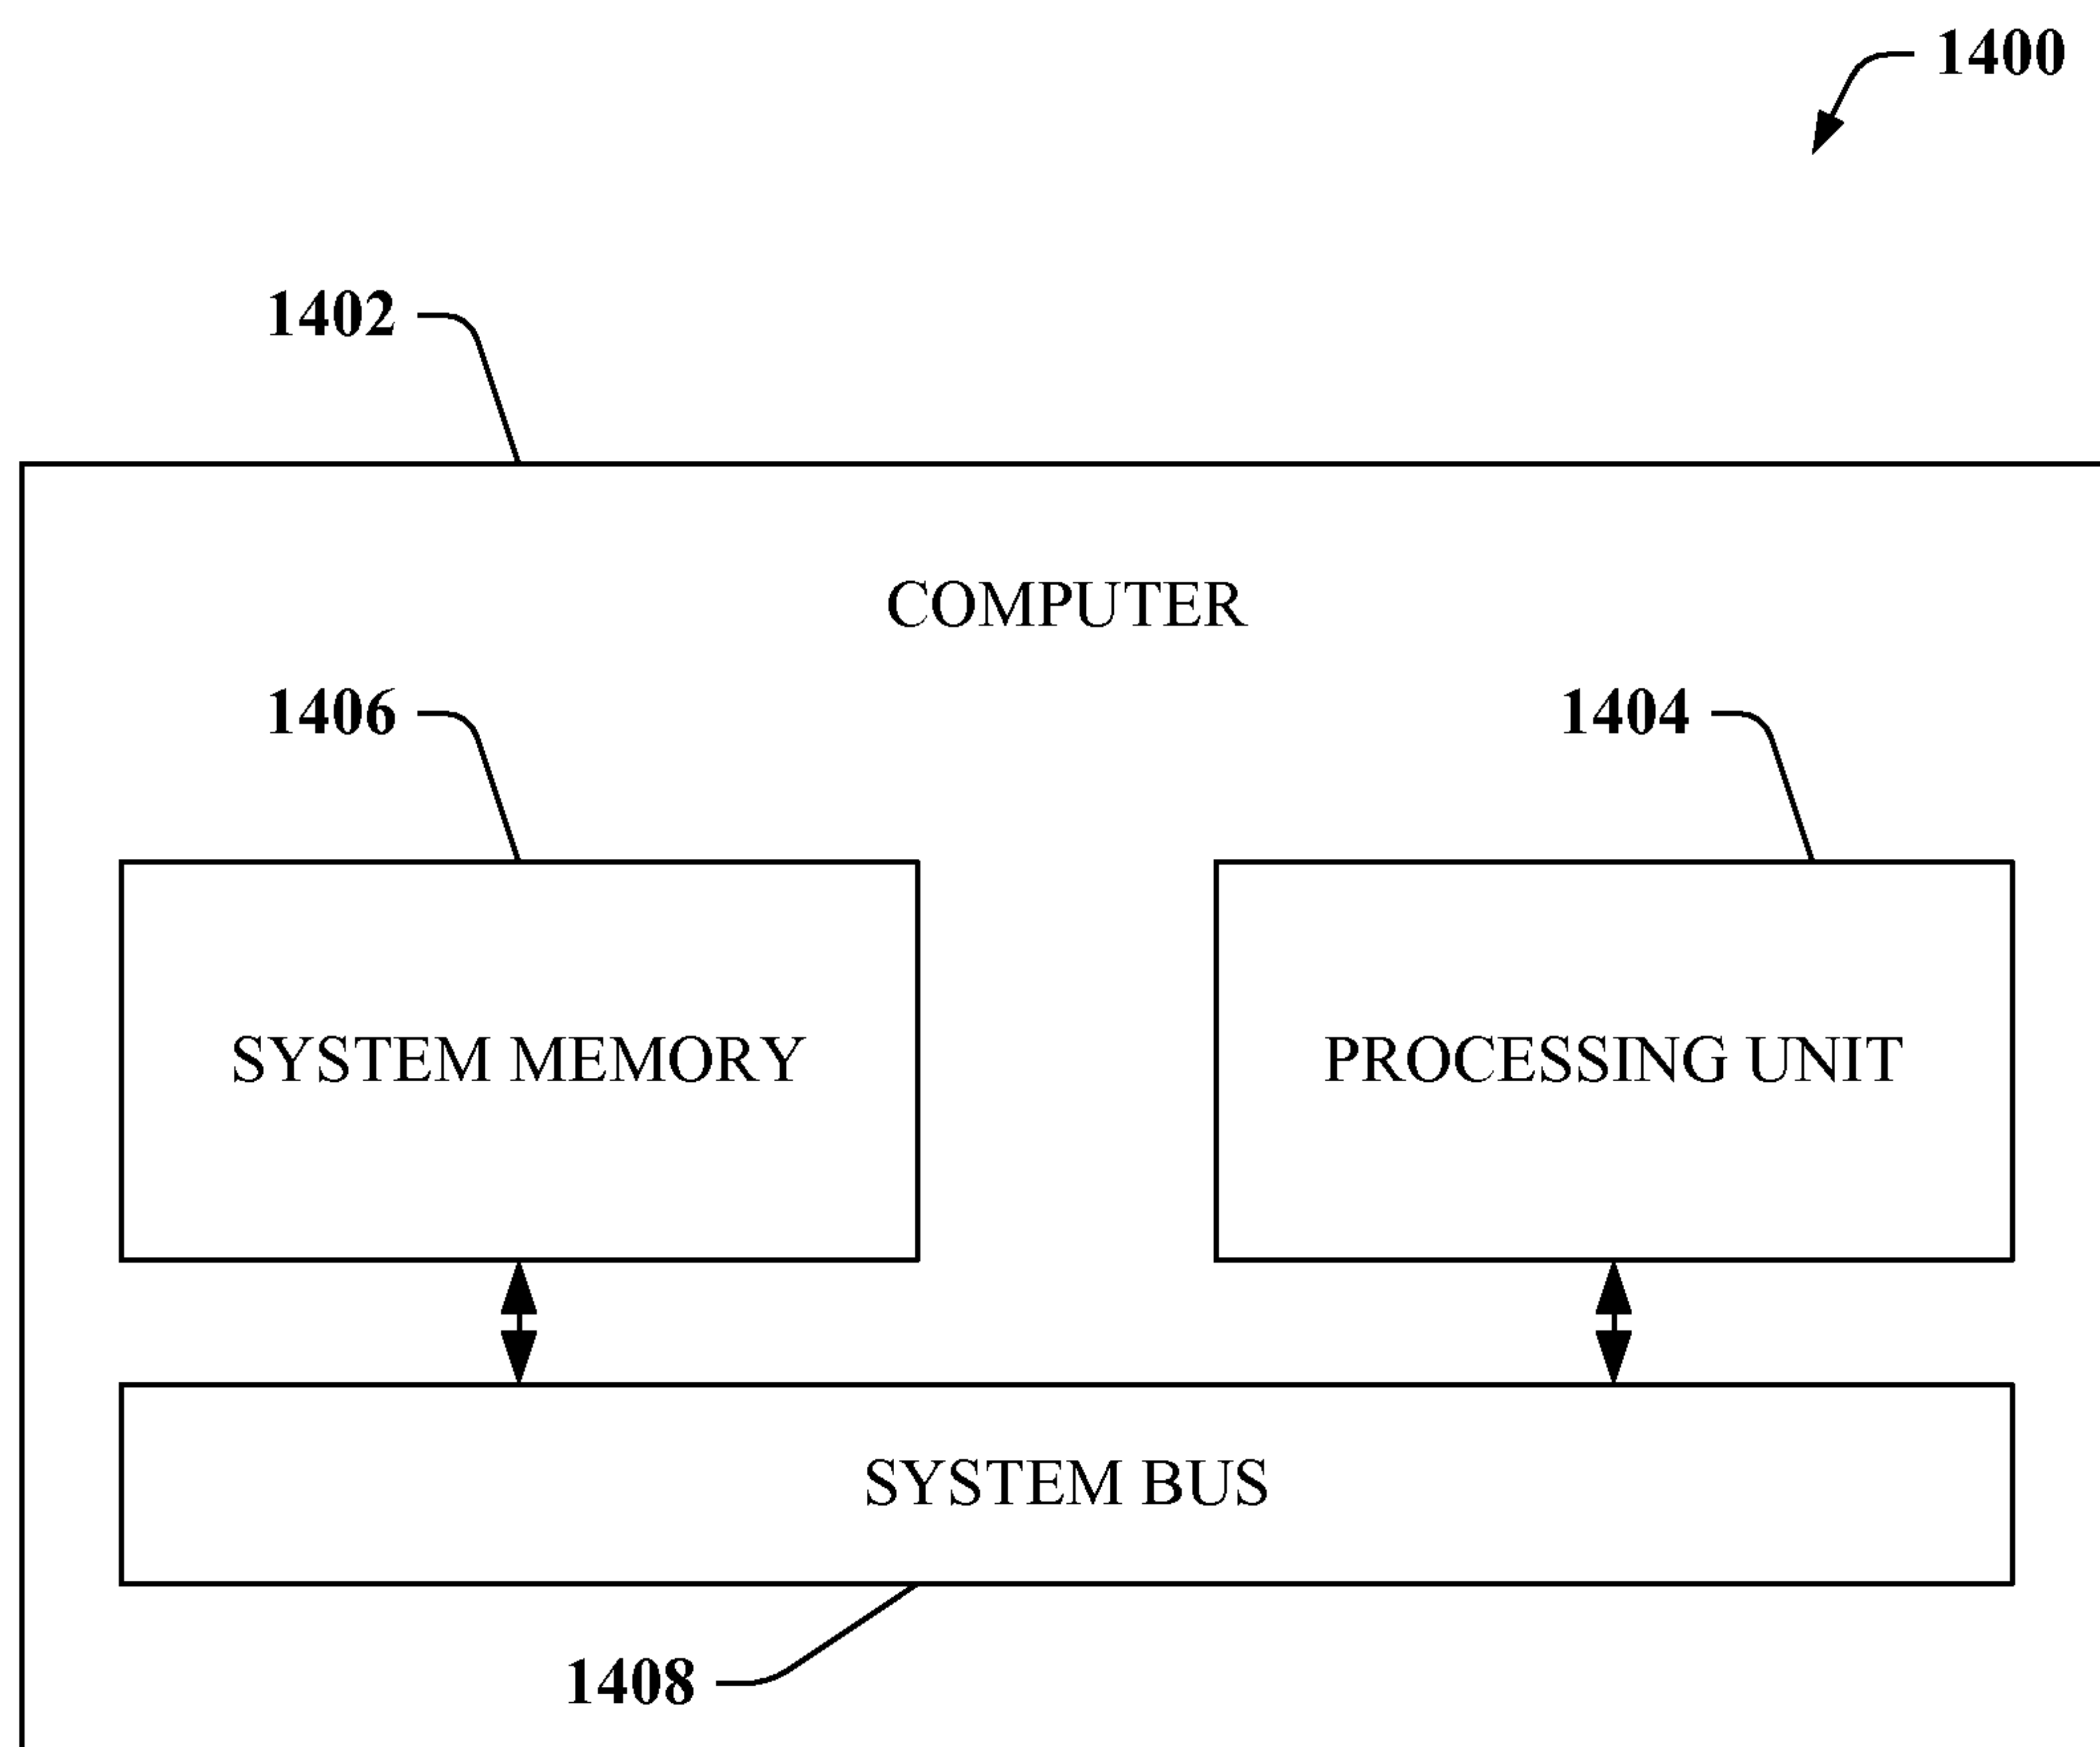 1400
1402
COMPUTER
1406
1404
SYSTEM MEMORY
PROCESSING UNIT
SYSTEM BUS
1408